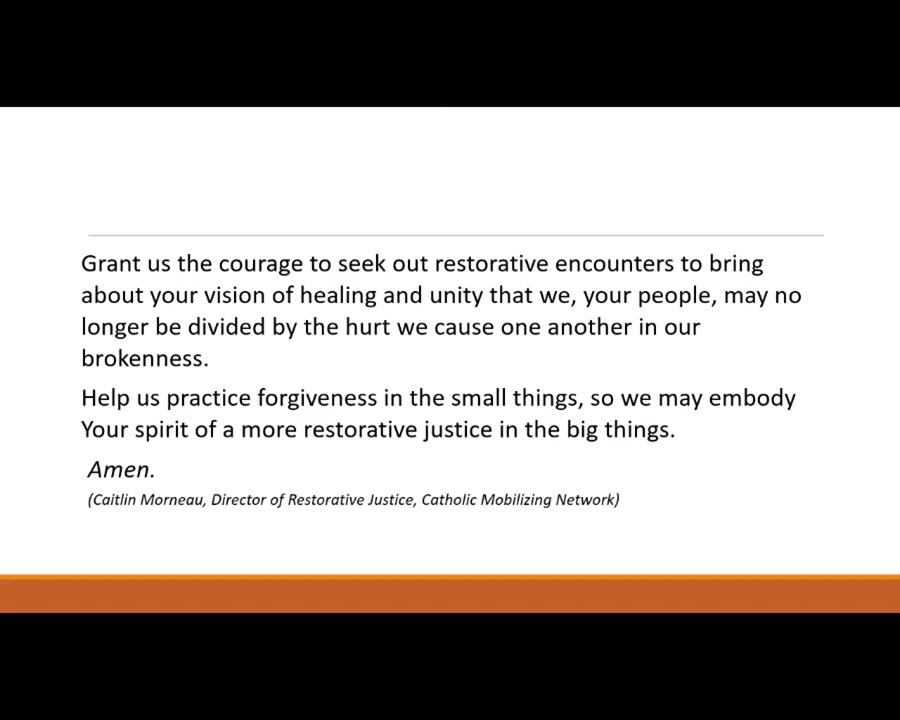 Grant us the courage to seek out restorative encounters to bring
about your vision of healing and unity that we, your people, may no
longer be divided by the hurt we cause one another in our
brokenness.
Help us practice forgiveness in the small things, so we may embody
Your spirit of a more restorative justice in the big things.
Amen.
(Caitlin Morneau, Director of Restorative Justice, Catholic Mobilizing Network)